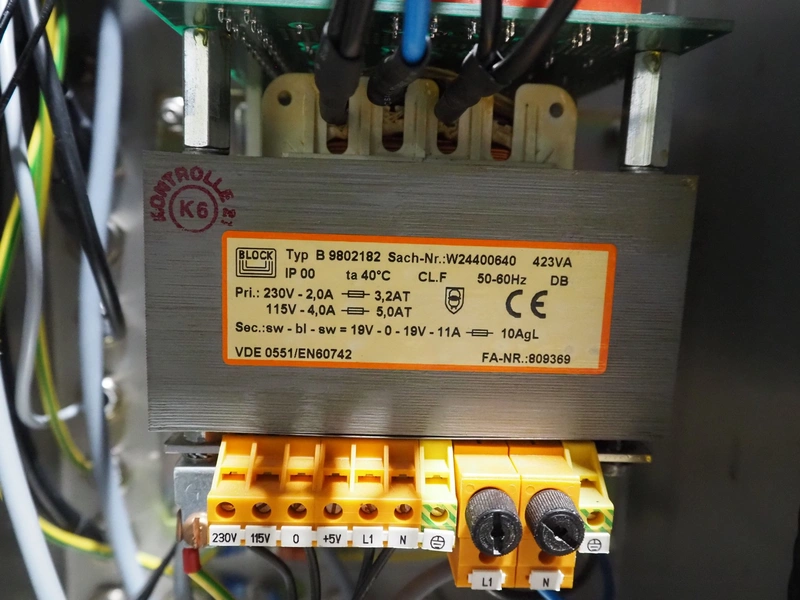 KONTROLLE 2
K6
BLOCK
Typ B 9802182 Sach-Nr.:W24400640 423VA
IP 00 ta 40°C CL.F 50-60Hz DB
Pri.: 230V - 2,0A 3,2AT
115V - 4,0A 5,0AT
CE
Sec.:sw - bl - sw = 19V - 0 - 19V - 11A 10AgL
VDE 0551/EN60742 FA-NR.:809369
230V 115V 0 +5V L1 N
L1 N